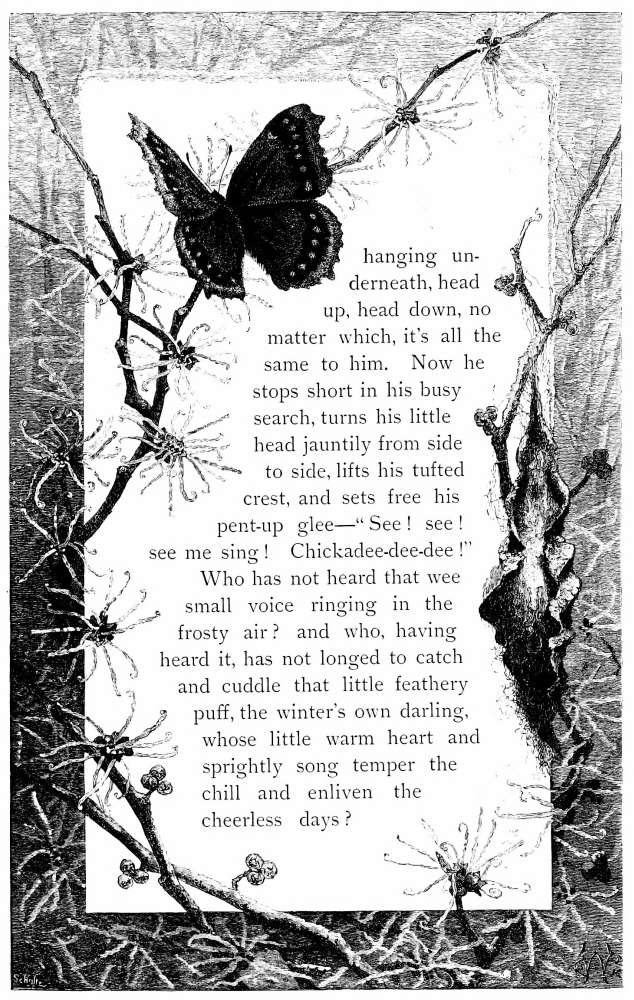 hanging un-
derneath, head
up, head down, no
matter which, it's all the
same to him. Now he
stops short in his busy
search, turns his little
head jauntily from side
to side, lifts his tufted
crest, and sets free his
pent-up glee—“See! see!
see me sing! Chickadee-dee-dee!”
Who has not heard that wee
small voice ringing in the
frosty air? and who, having
heard it, has not longed to catch
and cuddle that little feathery
puff, the winter's own darling,
whose little warm heart and
sprightly song temper the
chill and enliven the
cheerless days?